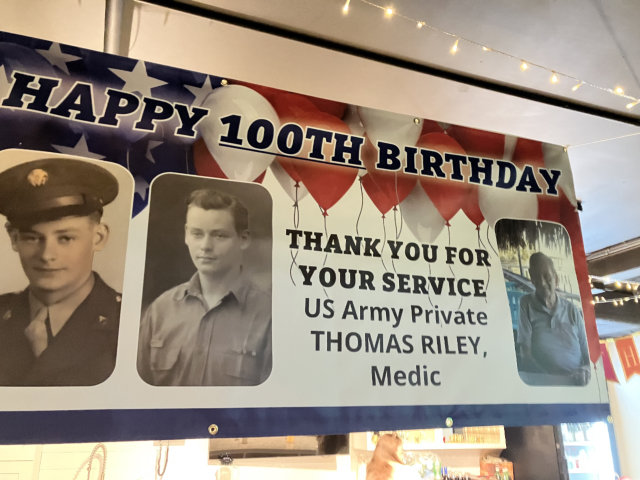 HAPPY 100TH BIRTHDAY
THANK YOU FOR
YOUR SERVICE
US Army Private
THOMAS RILEY,
Medic